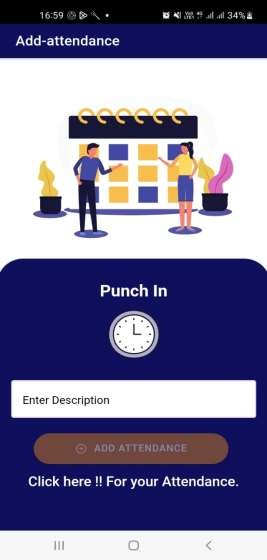 16:59
34%
Add-attendance
Punch In
Enter Description
ADD ATTENDANCE
Click here !! For your Attendance.